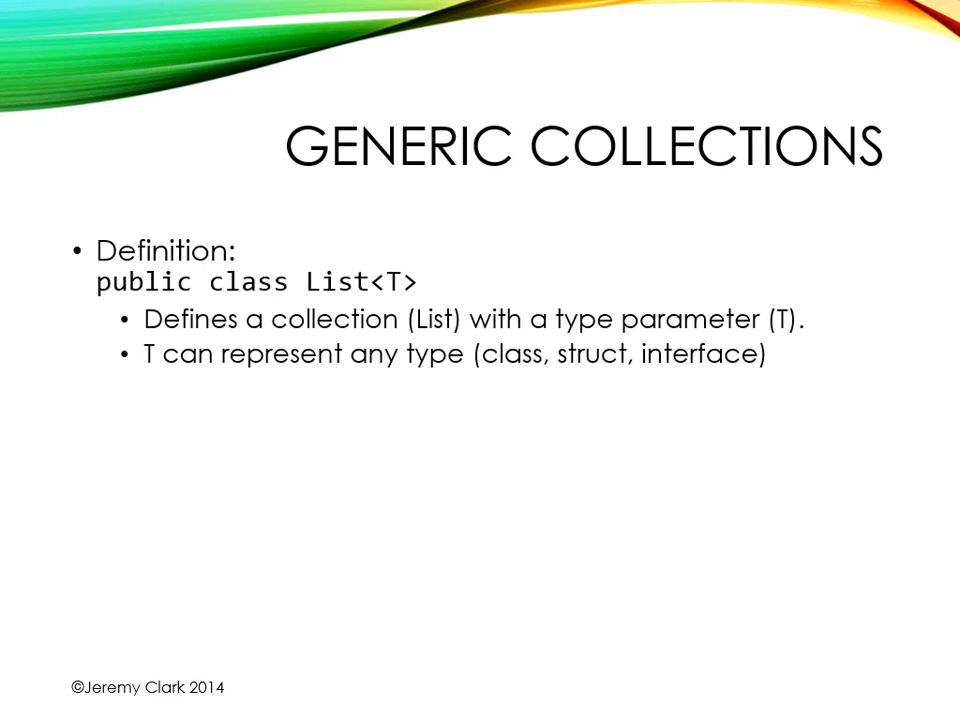 GENERIC COLLECTIONS
• Definition:
public class List<T>
• Defines a collection (List) with a type parameter (T).
• T can represent any type (class, struct, interface)
©Jeremy Clark 2014